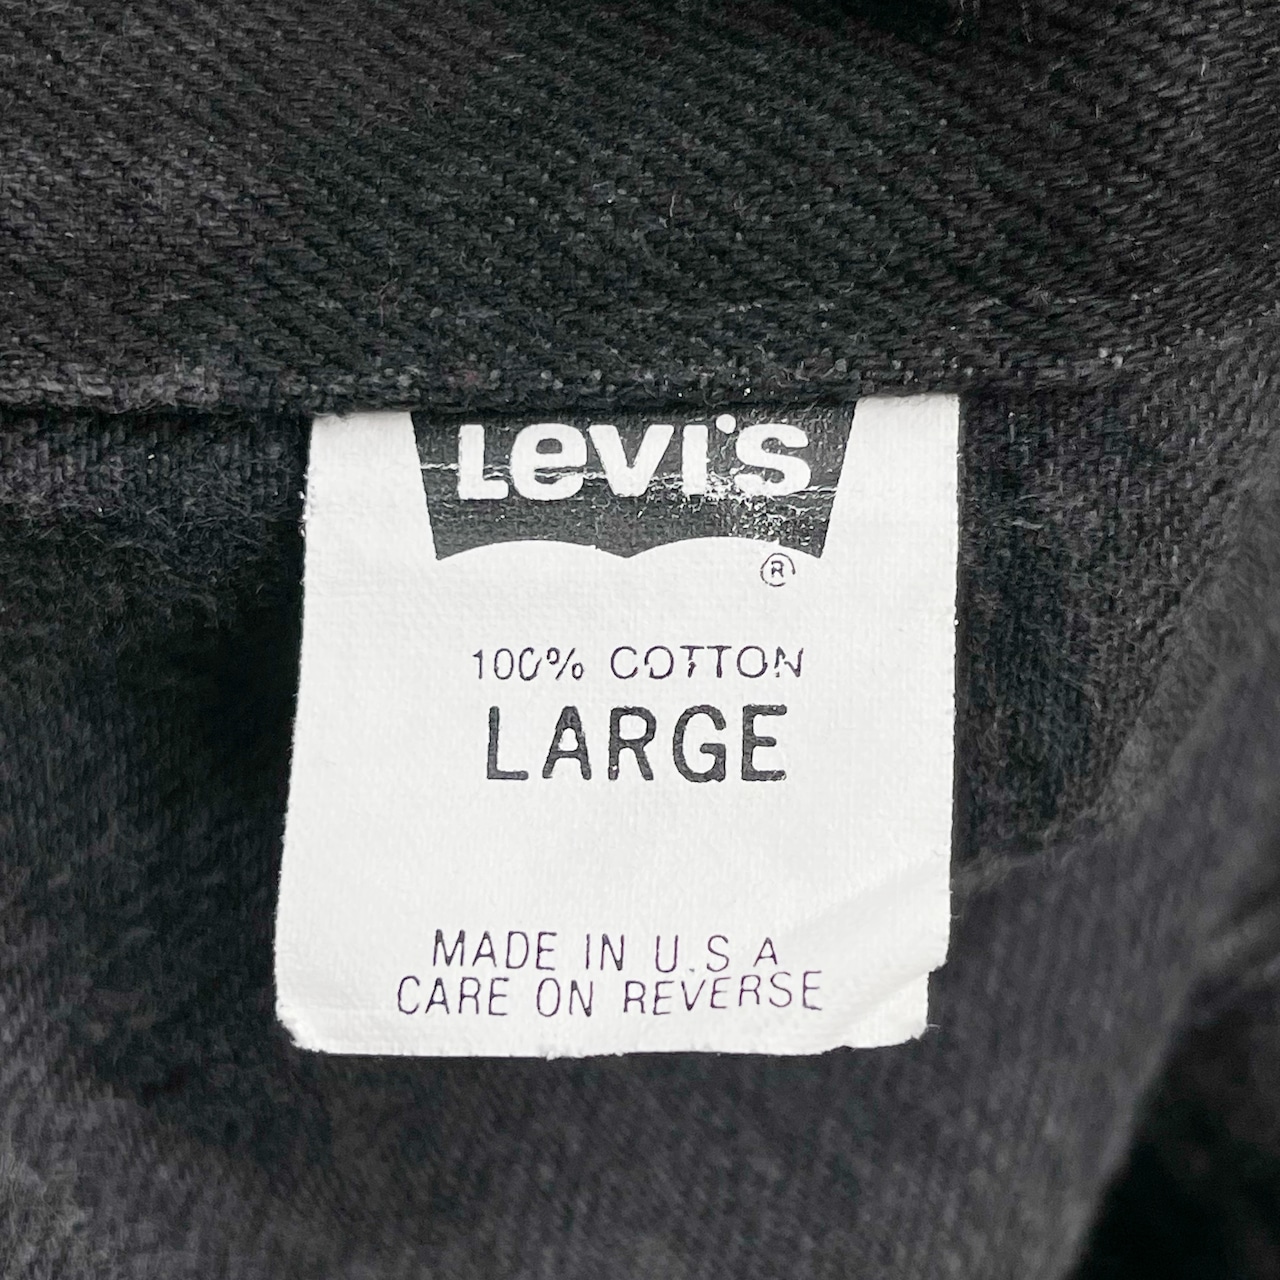 Levi's
®
100% COTTON
LARGE
MADE IN U.S.A
CARE ON REVERSE